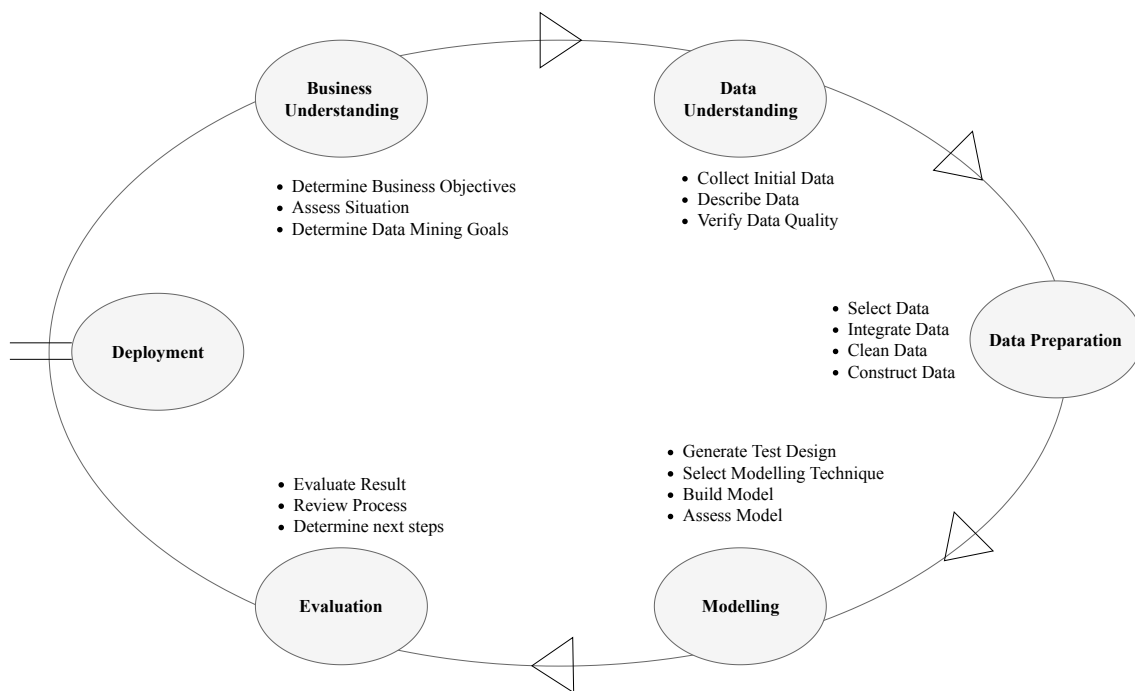 Business
Understanding
Data
Understanding
• Determine Business Objectives
• Assess Situation
• Determine Data Mining Goals
• Collect Initial Data
• Describe Data
• Verify Data Quality
Deployment
• Select Data
• Integrate Data
• Clean Data
• Construct Data
Data Preparation
• Generate Test Design
• Select Modelling Technique
• Build Model
• Assess Model
• Evaluate Result
• Review Process
• Determine next steps
Evaluation
Modelling